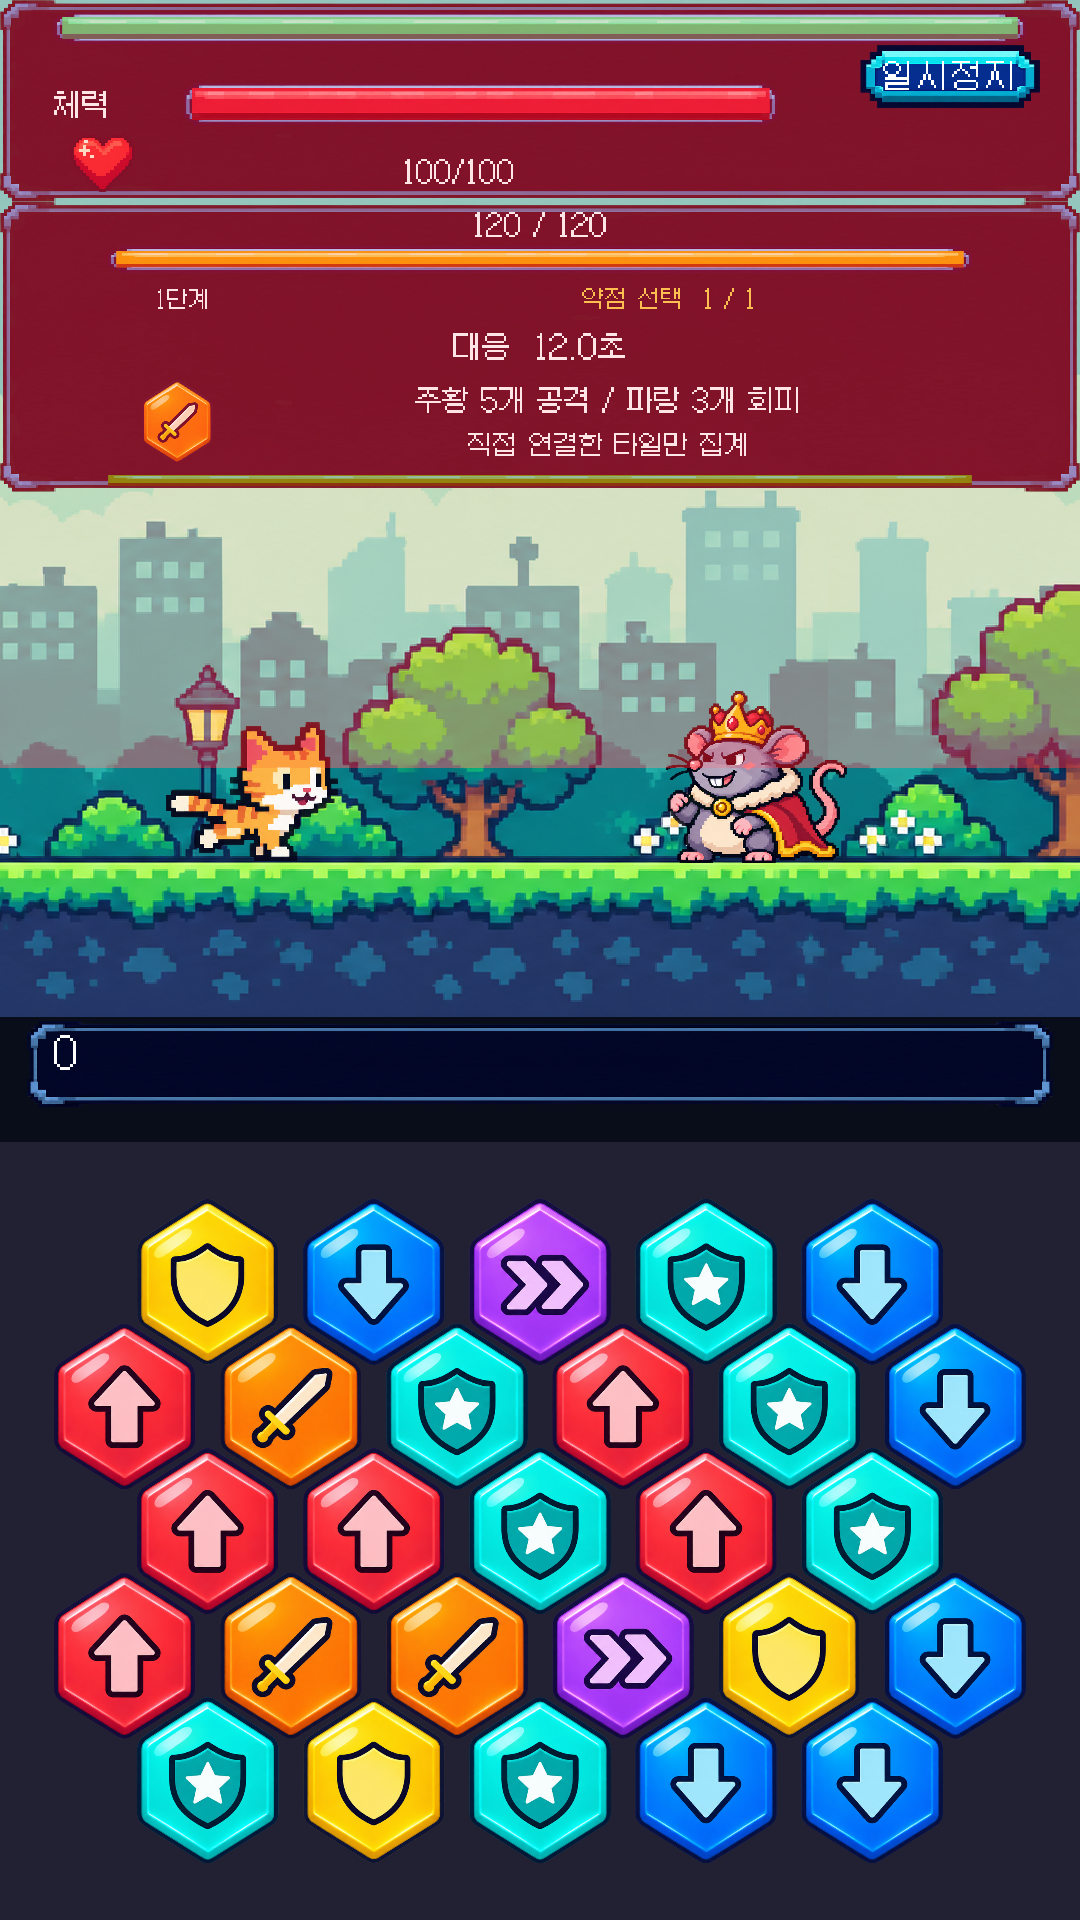 일시정지
체력
100/100
120 / 120
1단계
약점 선택 1 / 1
대응 12.0초
주황 5개 공격 / 파랑 3개 회피
직접 연결한 타일만 집계
0